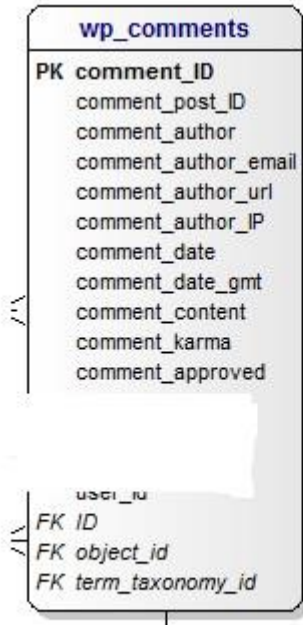 wp_comments
PK comment_ID
comment_post_ID
comment_author
comment_author_email
comment_author_url
comment_author_IP
comment_date
comment_date_gmt
comment_content
comment_karma
comment_approved
user_id
FK ID
FK object_id
FK term_taxonomy_id